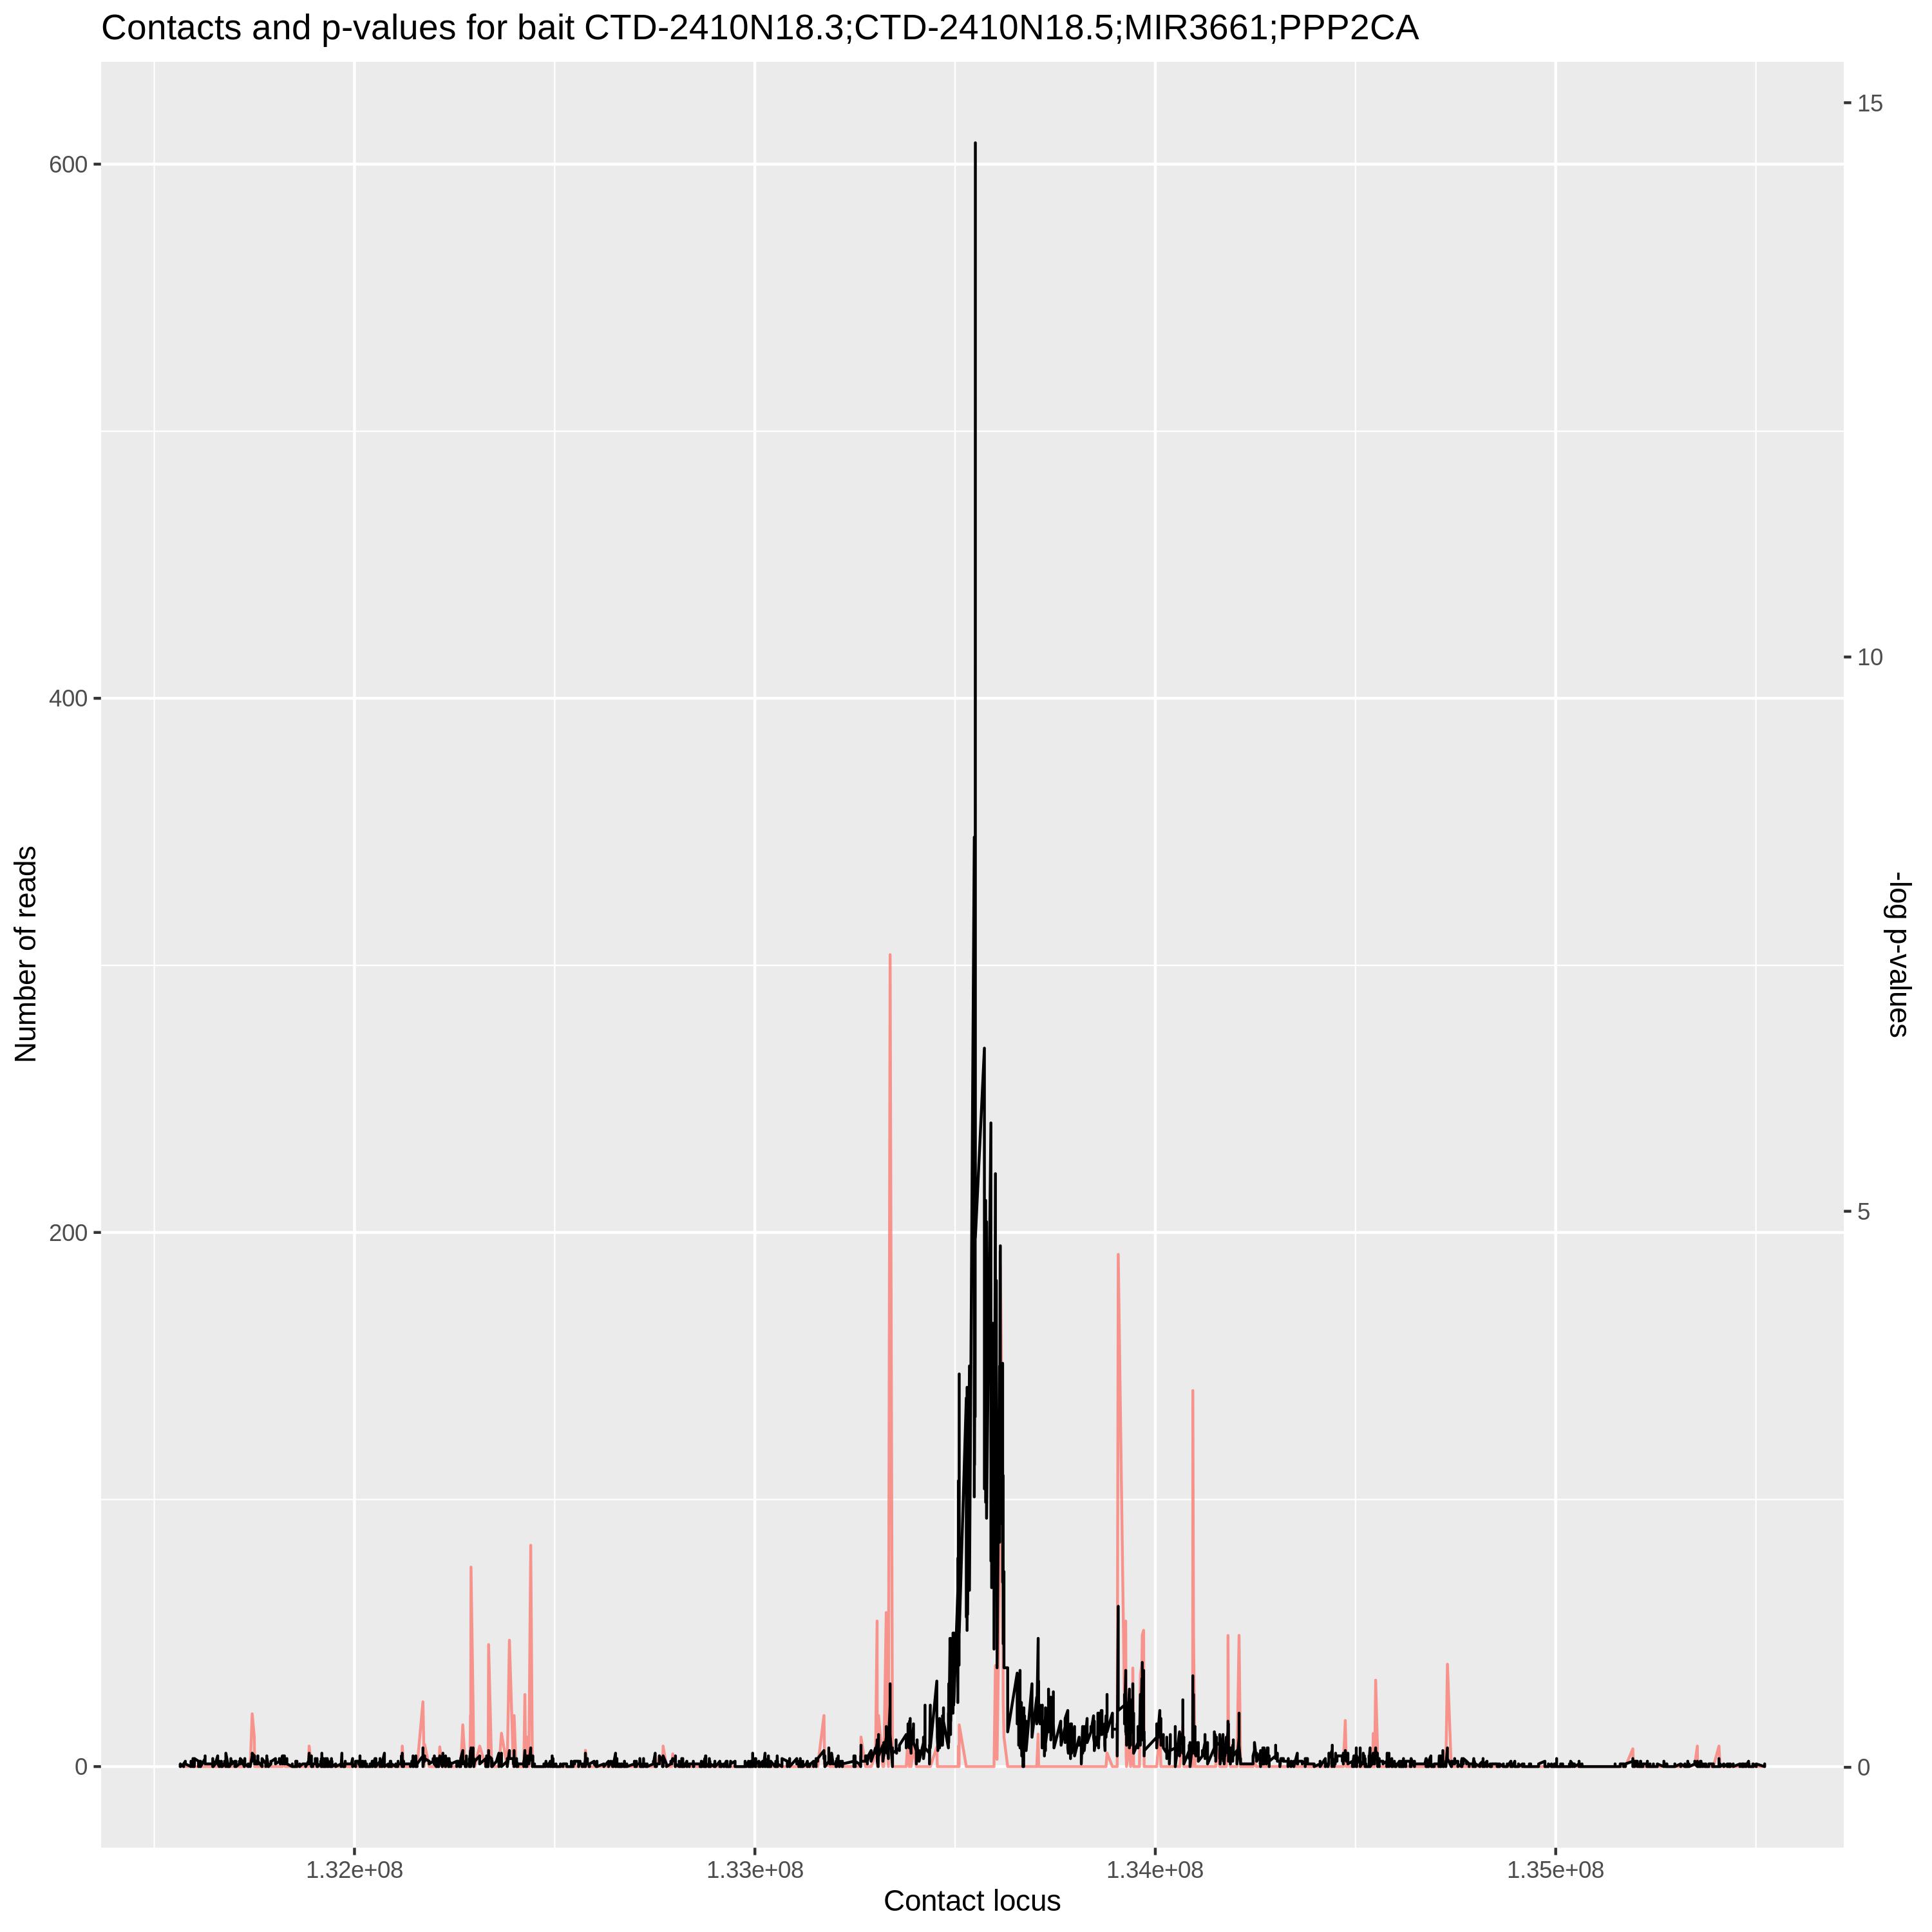 Contacts and p-values for bait CTD-2410N18.3;CTD-2410N18.5;MIR3661;PPP2CA
600
400
200
0
Number of reads
15
10
5
0
-log p-values
1.32e+08
1.33e+08
1.34e+08
1.35e+08
Contact locus